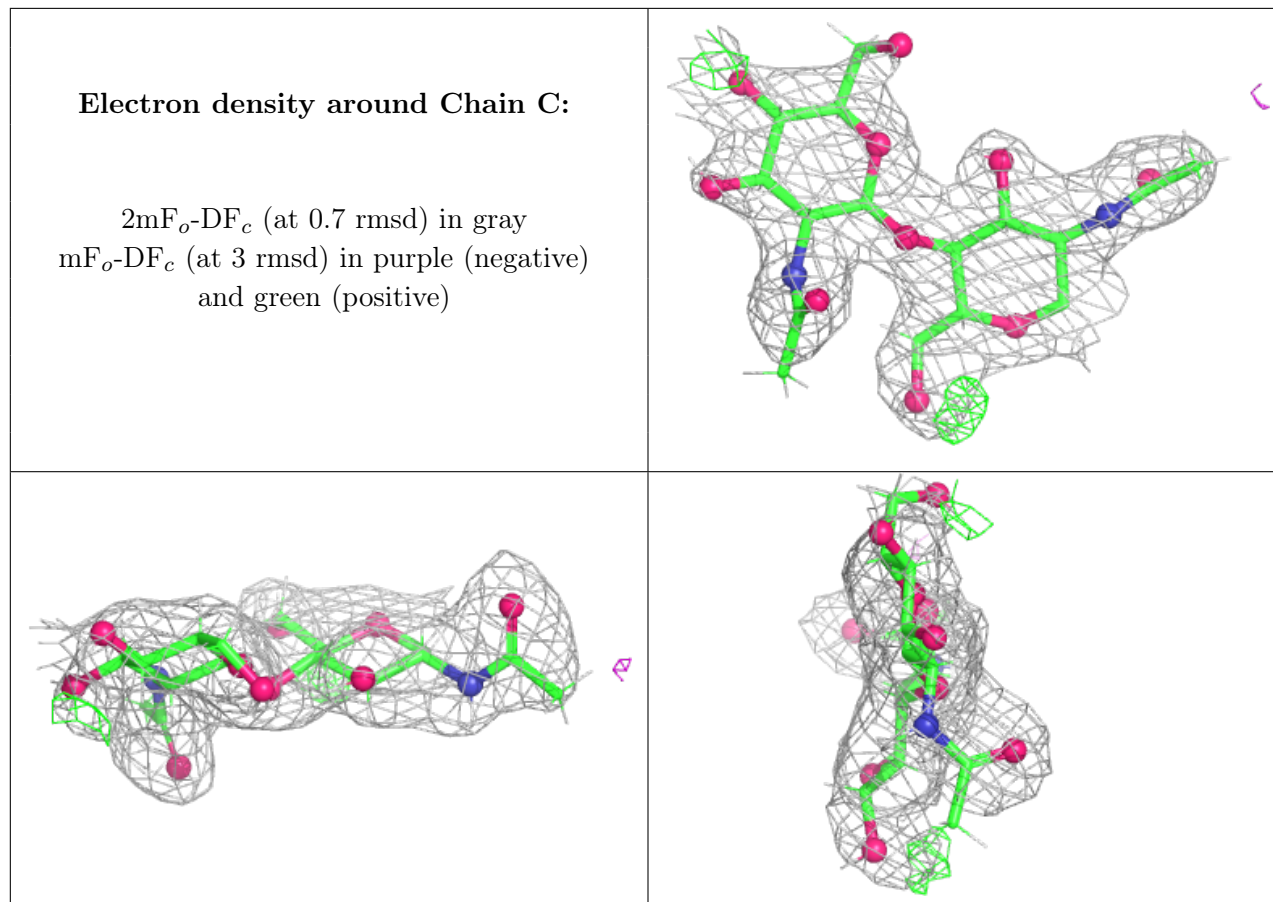 Electron density around Chain C:
2mFo-DFc (at 0.7 rmsd) in gray
mFo-DFc (at 3 rmsd) in purple (negative)
and green (positive)